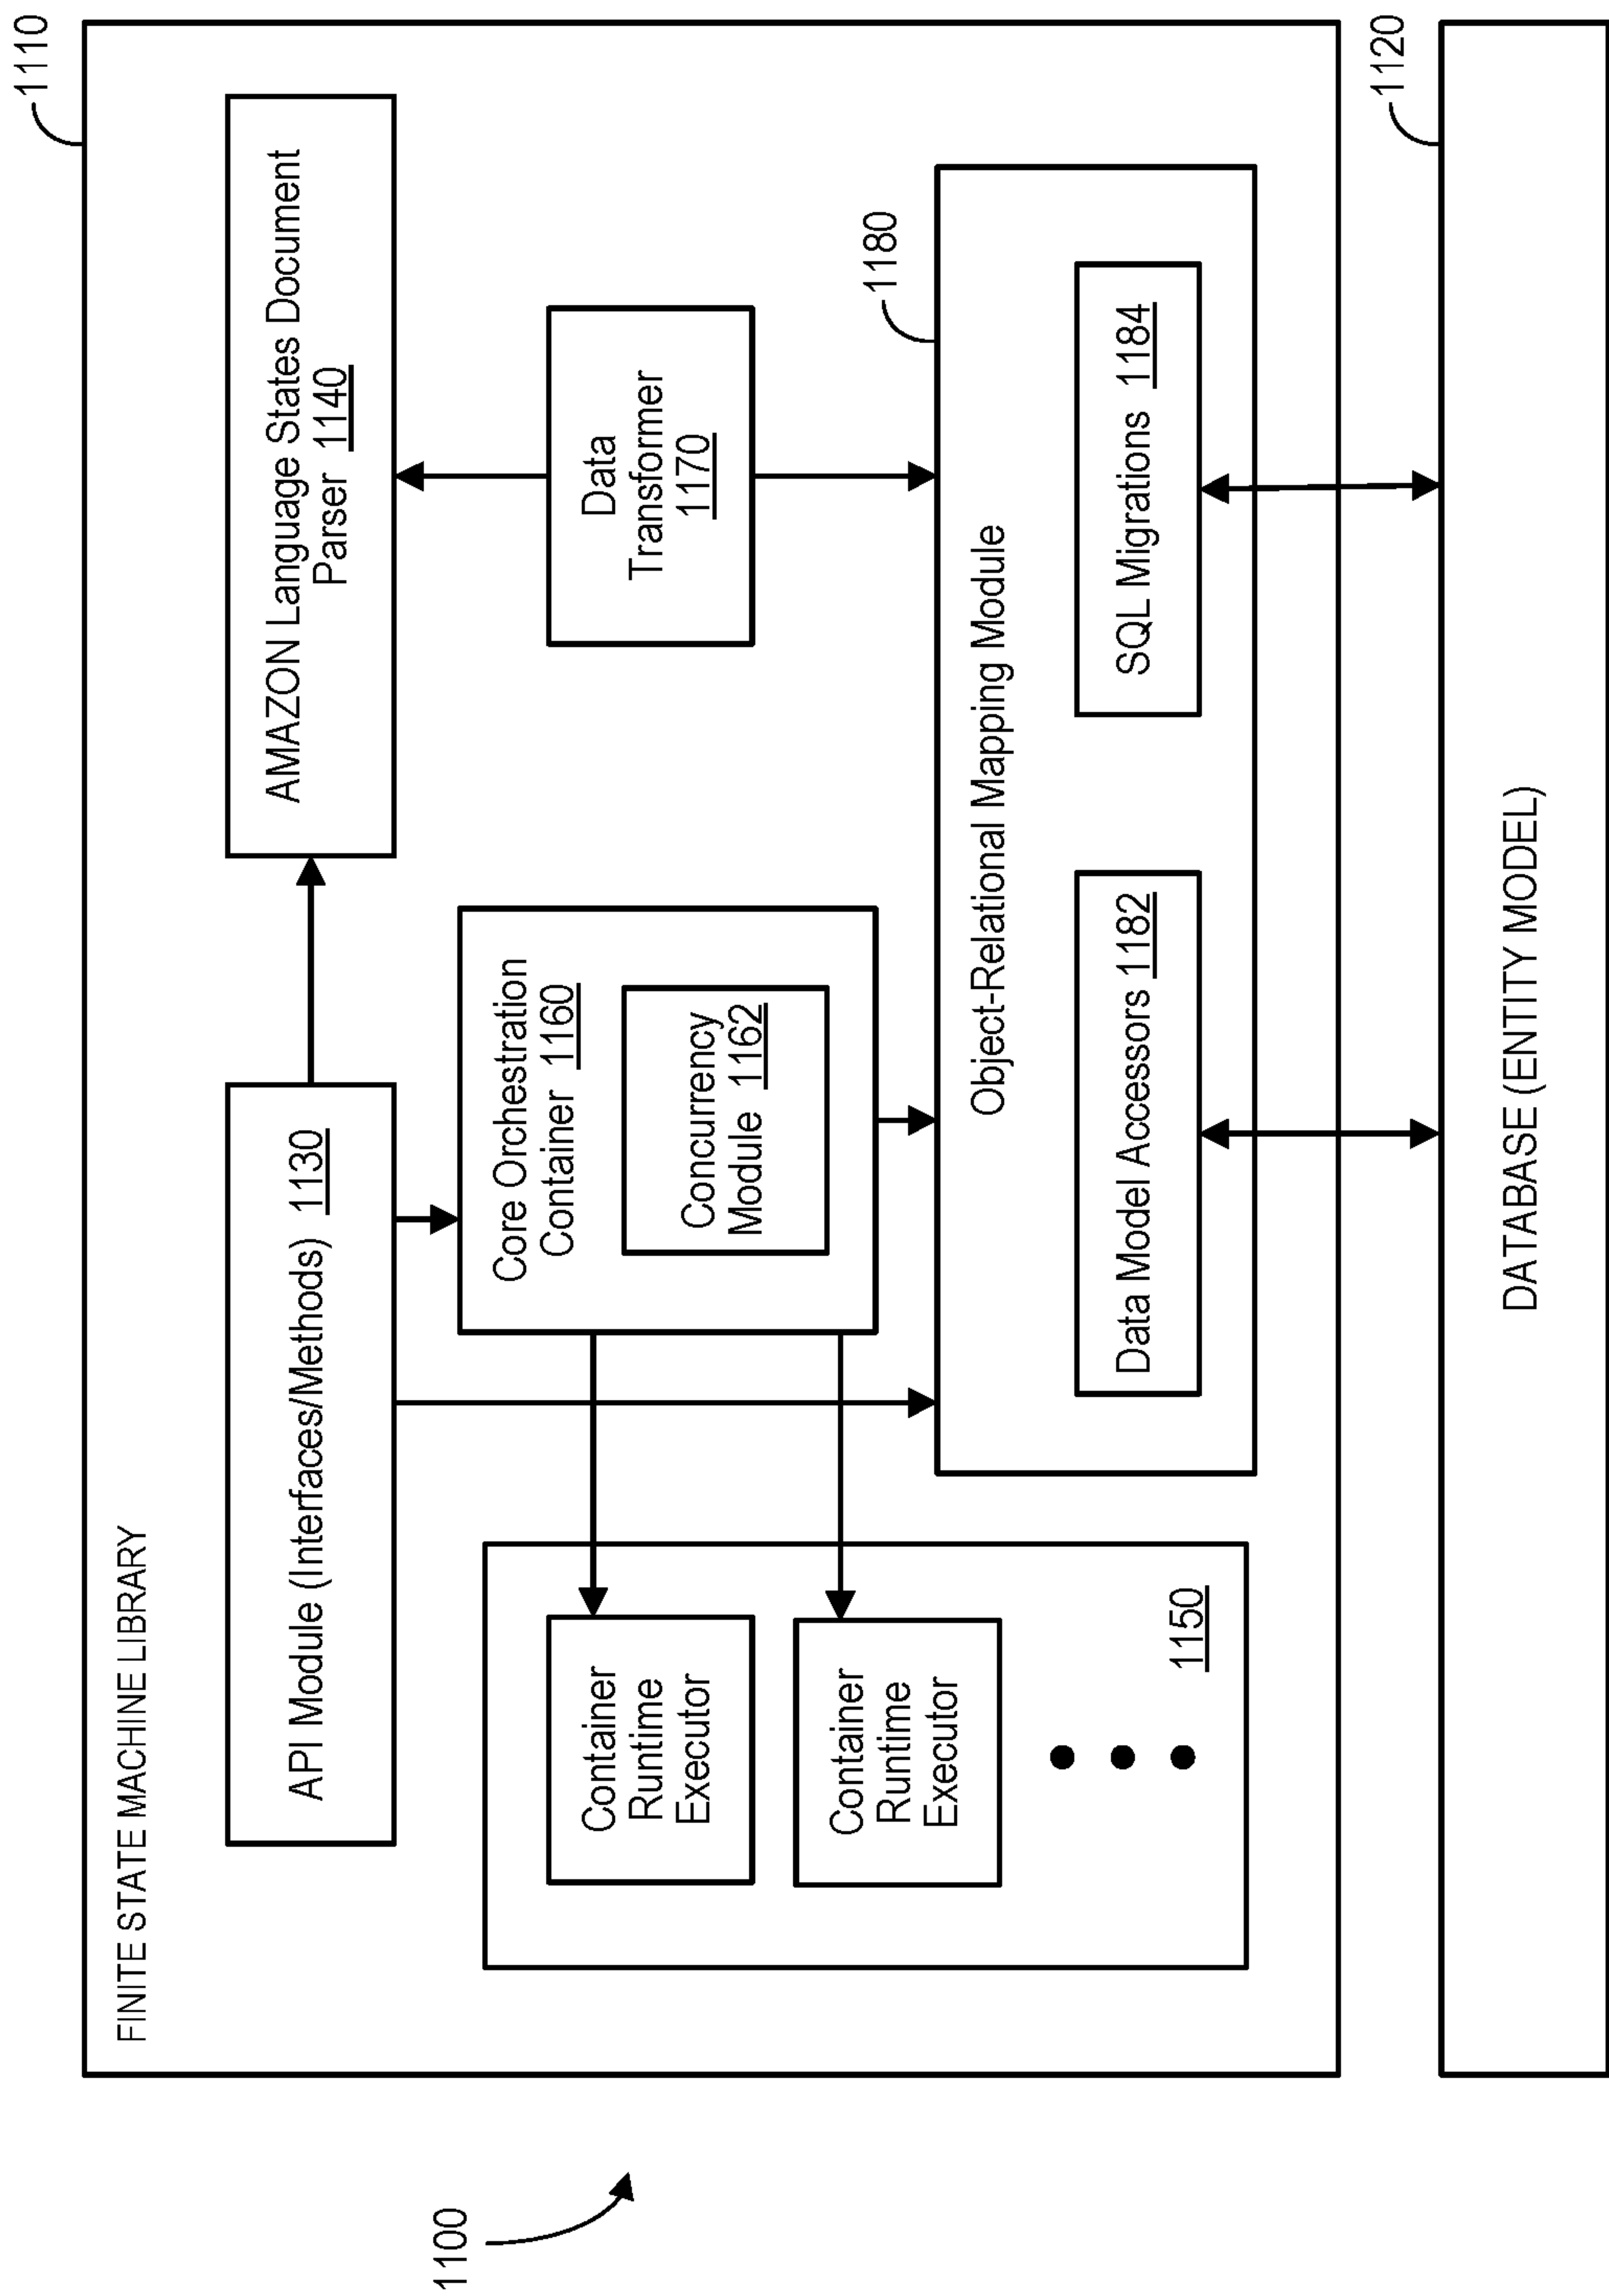 1110
FINITE STATE MACHINE LIBRARY
API Module (Interfaces/Methods) 1130
AMAZON Language States Document
Parser 1140
Core Orchestration
Container 1160
Concurrency
Module 1162
Data
Transformer
1170
Container
Runtime
Executor
Container
Runtime
Executor
1150
1180
Object-Relational Mapping Module
Data Model Accessors 1182
SQL Migrations 1184
1120
DATABASE (ENTITY MODEL)
1100